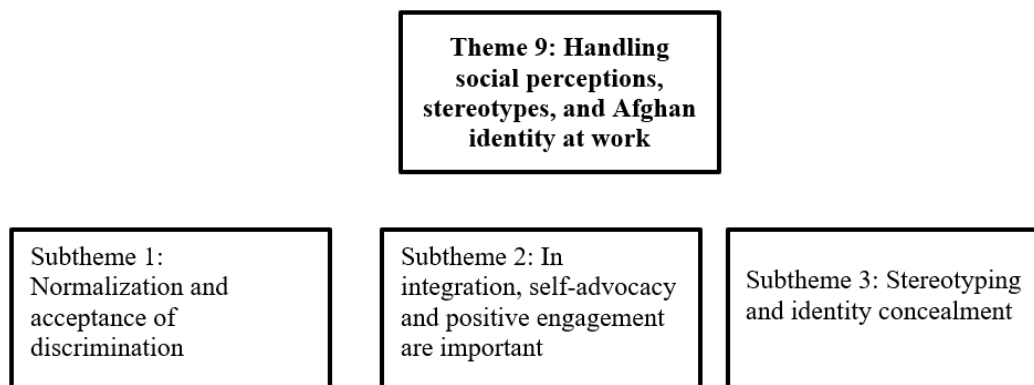 Theme 9: Handling
social perceptions,
stereotypes, and Afghan
identity at work
Subtheme 1:
Normalization and
acceptance of
discrimination
Subtheme 2: In
integration, self-advocacy
and positive engagement
are important
Subtheme 3: Stereotyping
and identity concealment